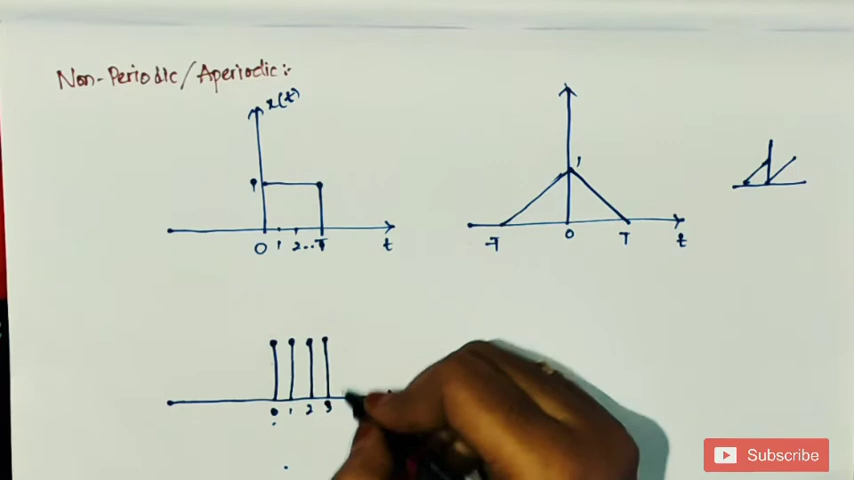 Non-Periodic/Aperiodic:-
x(t)
1
0 1 2..T t
1
-T 0 T t
0 1 2 3
Subscribe